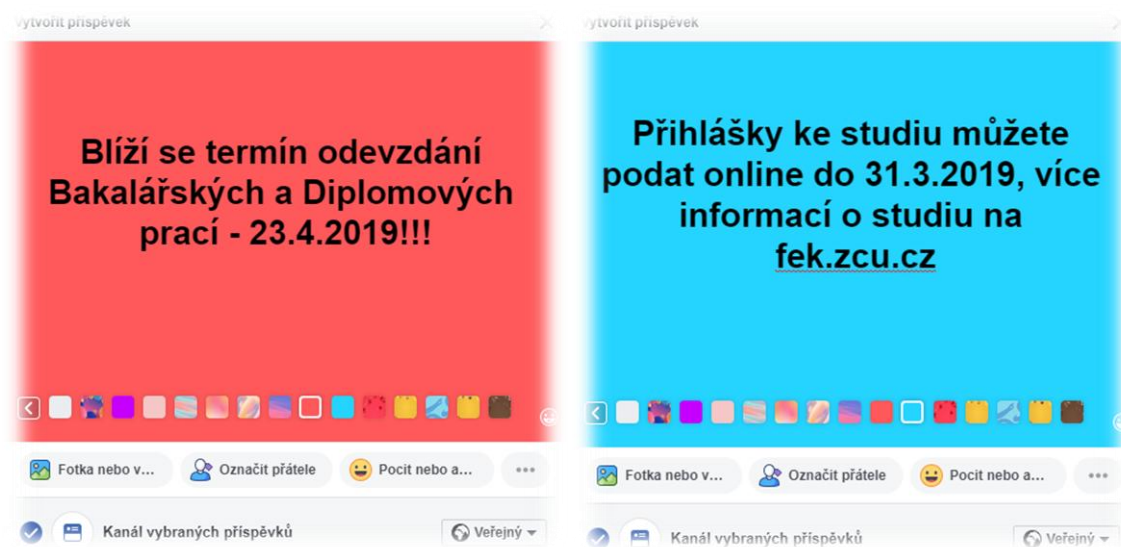 Vytvořit příspěvek
Blíží se termín odevzdání
Bakalářských a Diplomových
prací - 23.4.2019!!!
Fotka nebo v...
Označit přátele
Pocit nebo a...
Kanál vybraných příspěvků
Veřejný
vytvořit příspěvek
Přihlášky ke studiu můžete
podat online do 31.3.2019, více
informací o studiu na
fek.zcu.cz
Fotka nebo v...
Označit přátele
Pocit nebo a...
Kanál vybraných příspěvků
Veřejný